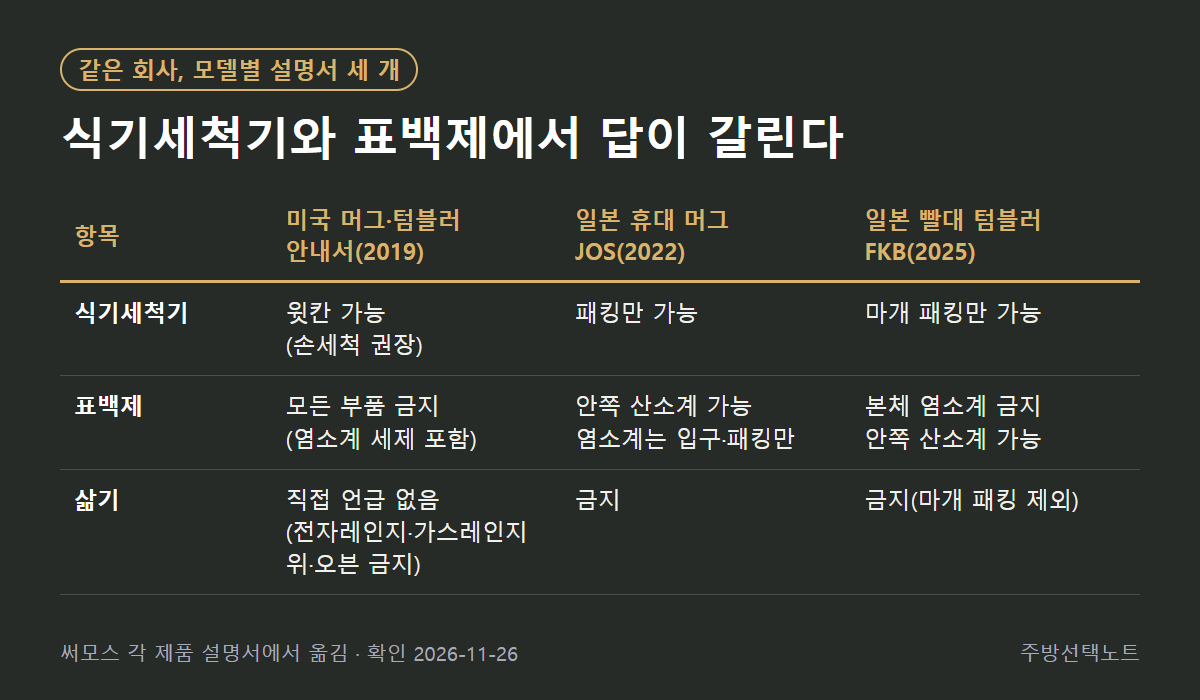 같은 회사, 모델별 설명서 세 개
식기세척기와 표백제에서 답이 갈린다
항목
미국 머그·텀블러
안내서(2019)
일본 휴대 머그
JOS(2022)
일본 빨대 텀블러
FKB(2025)
식기세척기
윗칸 가능
(손세척 권장)
패킹만 가능
마개 패킹만 가능
표백제
모든 부품 금지
(염소계 세제 포함)
안쪽 산소계 가능
염소계는 입구·패킹만
본체 염소계 금지
안쪽 산소계 가능
삶기
직접 언급 없음
(전자레인지·가스레인지
위·오븐 금지)
금지
금지(마개 패킹 제외)
써모스 각 제품 설명서에서 옮김 · 확인 2026-11-26
주방선택노트